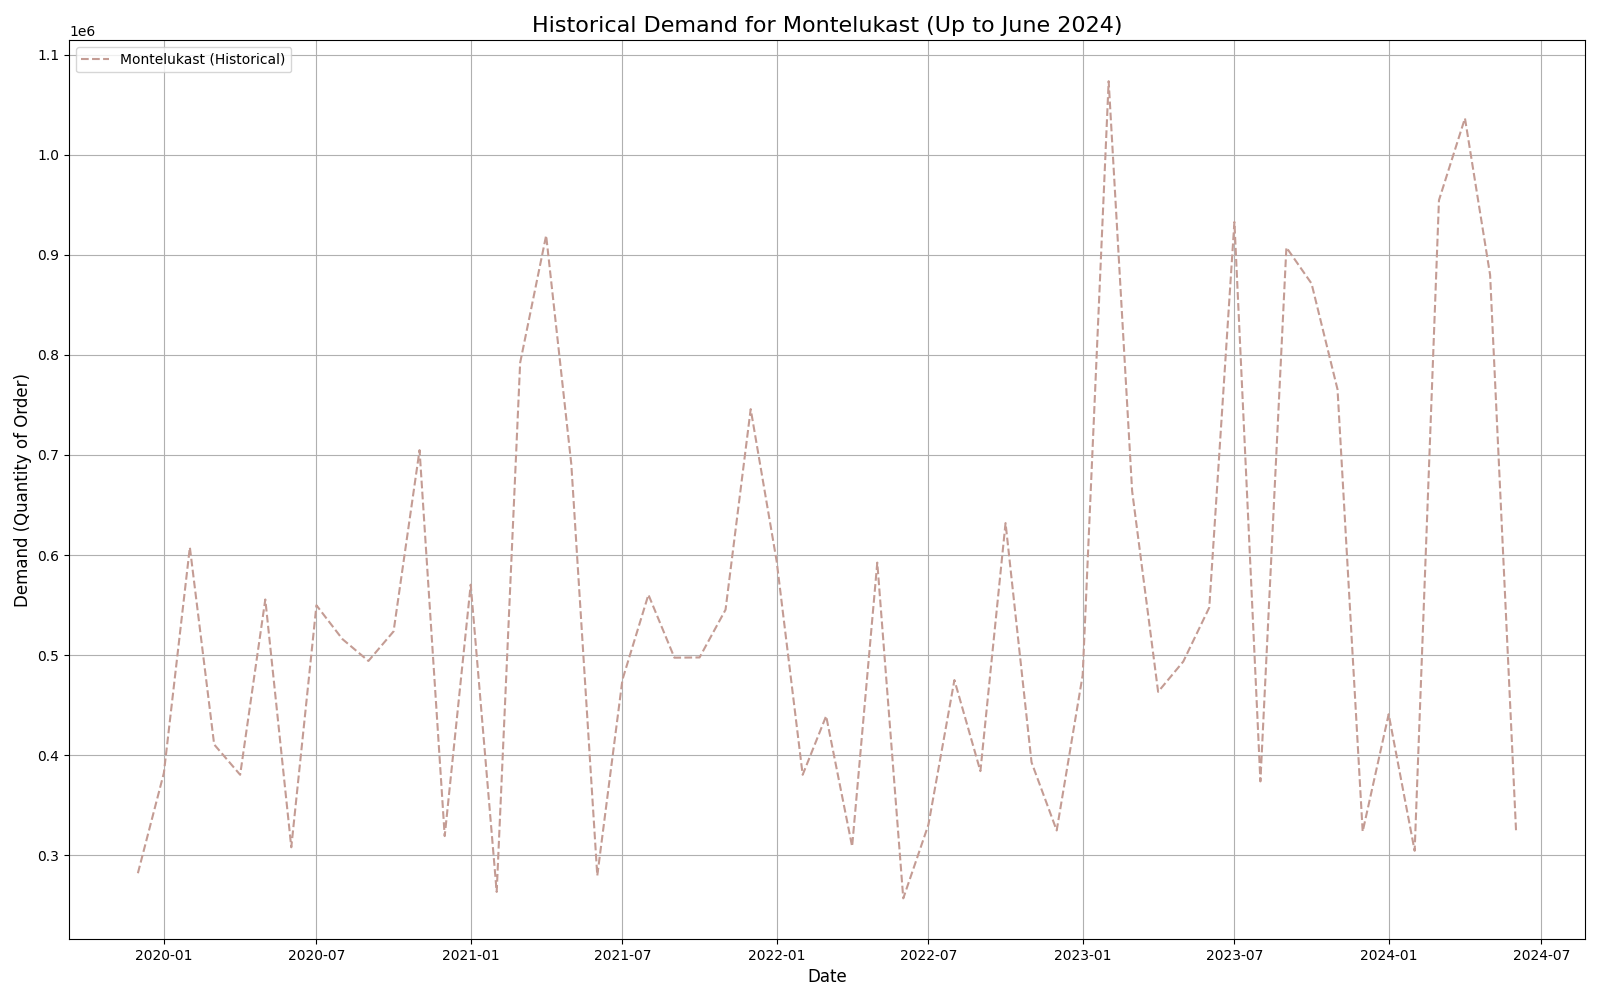 Historical Demand for Montelukast (Up to June 2024)
1e6
Montelukast (Historical)
1.1
1.0
0.9
0.8
0.7
0.6
0.5
0.4
0.3
Demand (Quantity of Order)
2020-01 2020-07 2021-01 2021-07 2022-01 2022-07 2023-01 2023-07 2024-01 2024-07
Date